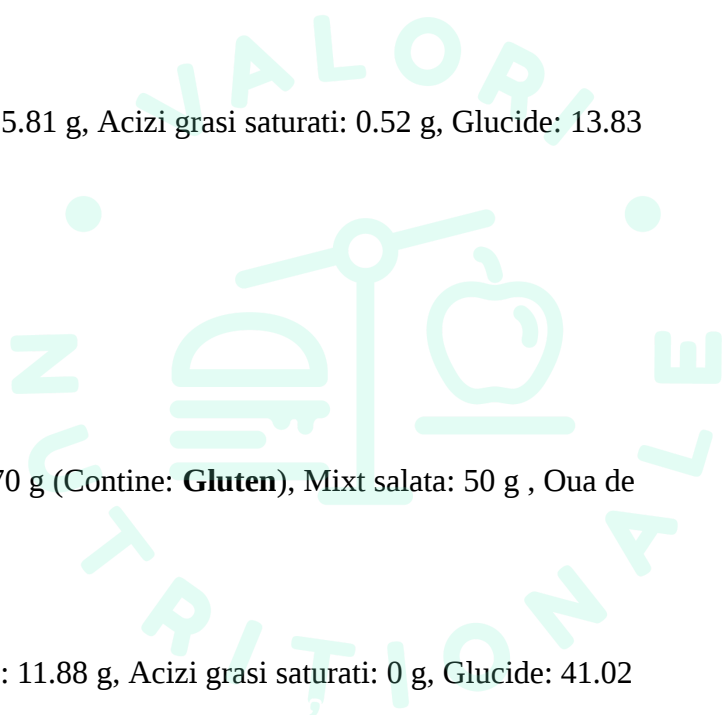 VALORI
5.81 g, Acizi grasi saturati: 0.52 g, Glucide: 13.83
70 g (Contine: Gluten), Mixt salata: 50 g , Oua de
: 11.88 g, Acizi grasi saturati: 0 g, Glucide: 41.02
NUTRIȚIONALE